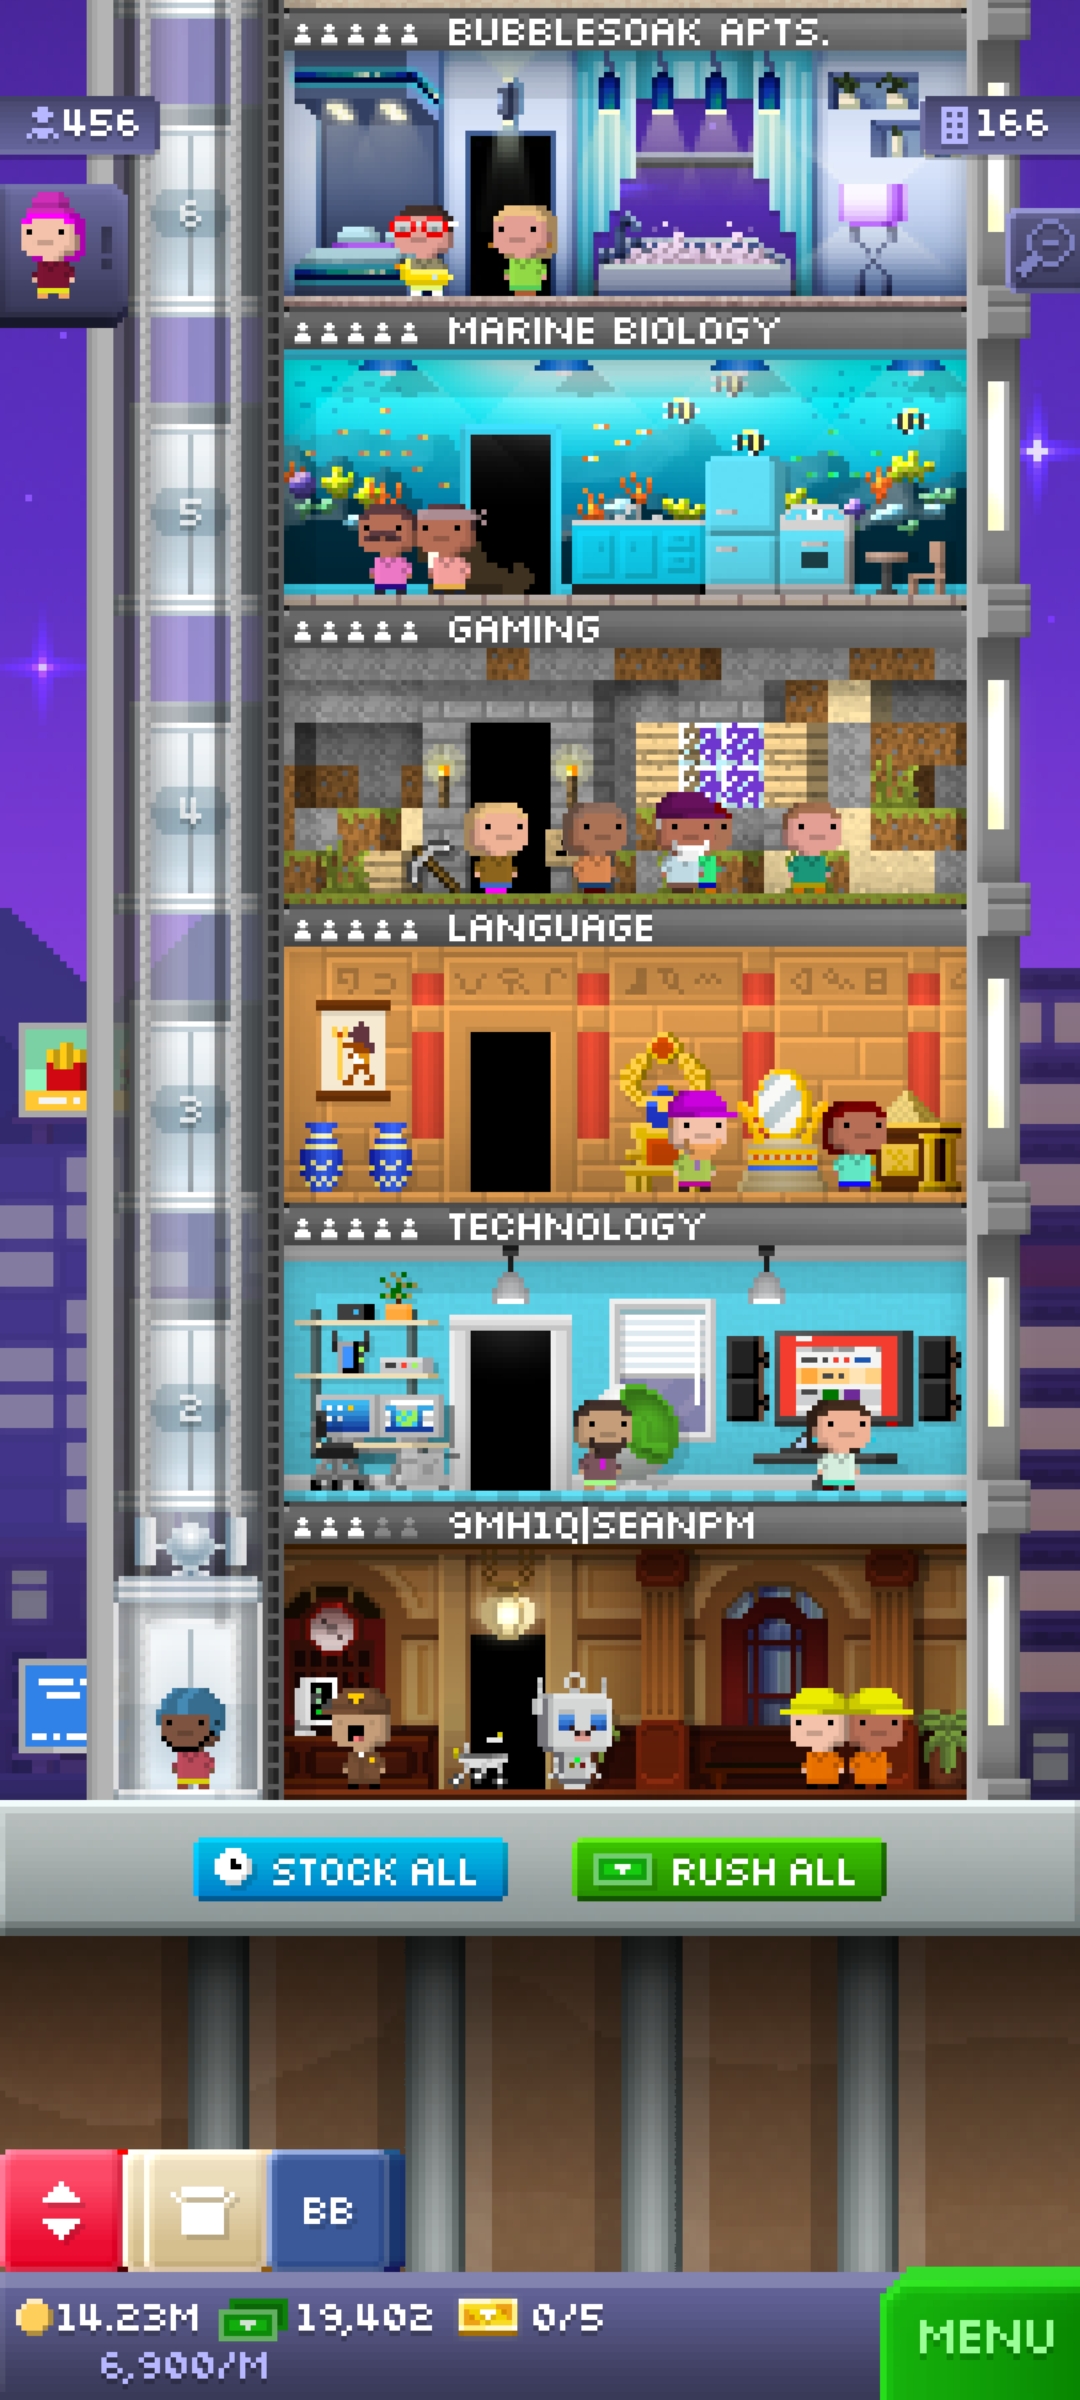 BUBBLESOAK APTS.
456
166
6
MARINE BIOLOGY
5
GAMING
4
LANGUAGE
3
TECHNOLOGY
2
9MH1Q|SEANPM
STOCK ALL
RUSH ALL
BB
14.23M 19,402 0/5
6,900/M
MENU